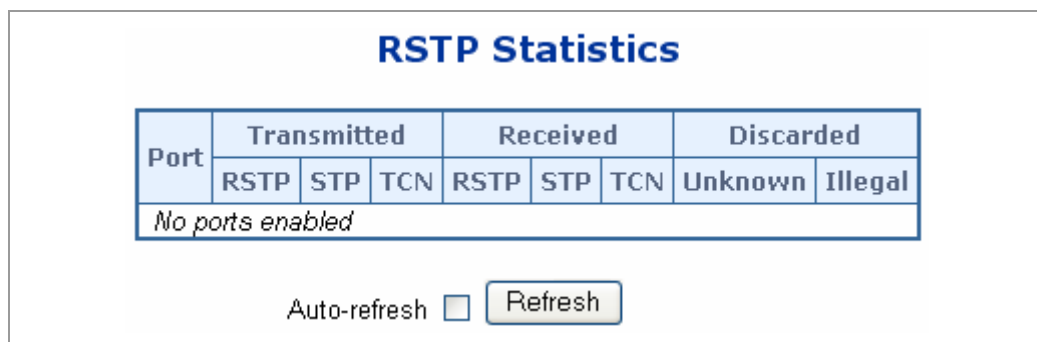 RSTP Statistics
Port Transmitted Received Discarded
RSTP STP TCN RSTP STP TCN Unknown Illegal
No ports enabled
Auto-refresh Refresh